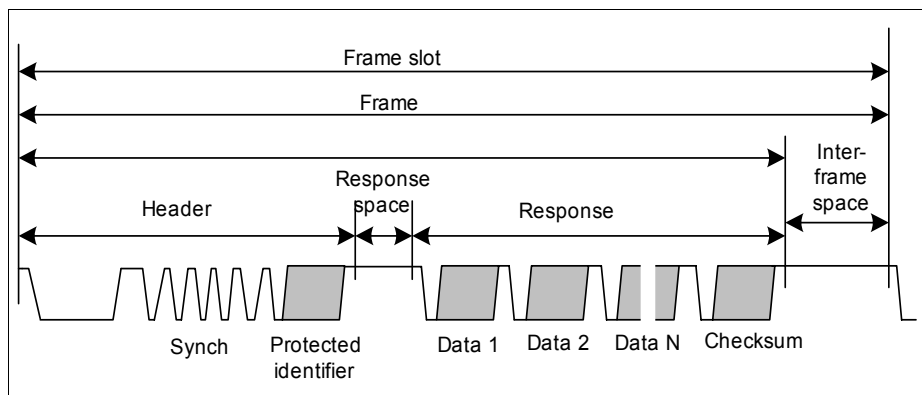 Frame slot
Frame
Inter-
frame
space
Response
space
Header
Response
Synch
Protected
identifier
Data 1
Data 2
Data N
Checksum